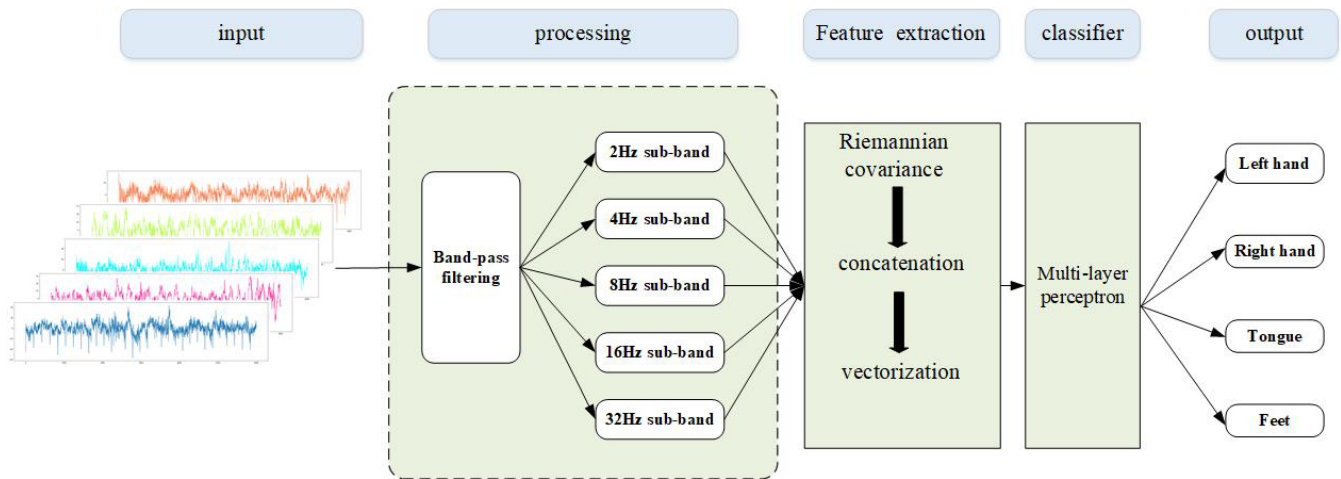 input
processing
Feature extraction
classifier
output
Band-pass
filtering
2Hz sub-band
4Hz sub-band
8Hz sub-band
16Hz sub-band
32Hz sub-band
Riemannian
covariance
concatenation
vectorization
Multi-layer
perceptron
Left hand
Right hand
Tongue
Feet